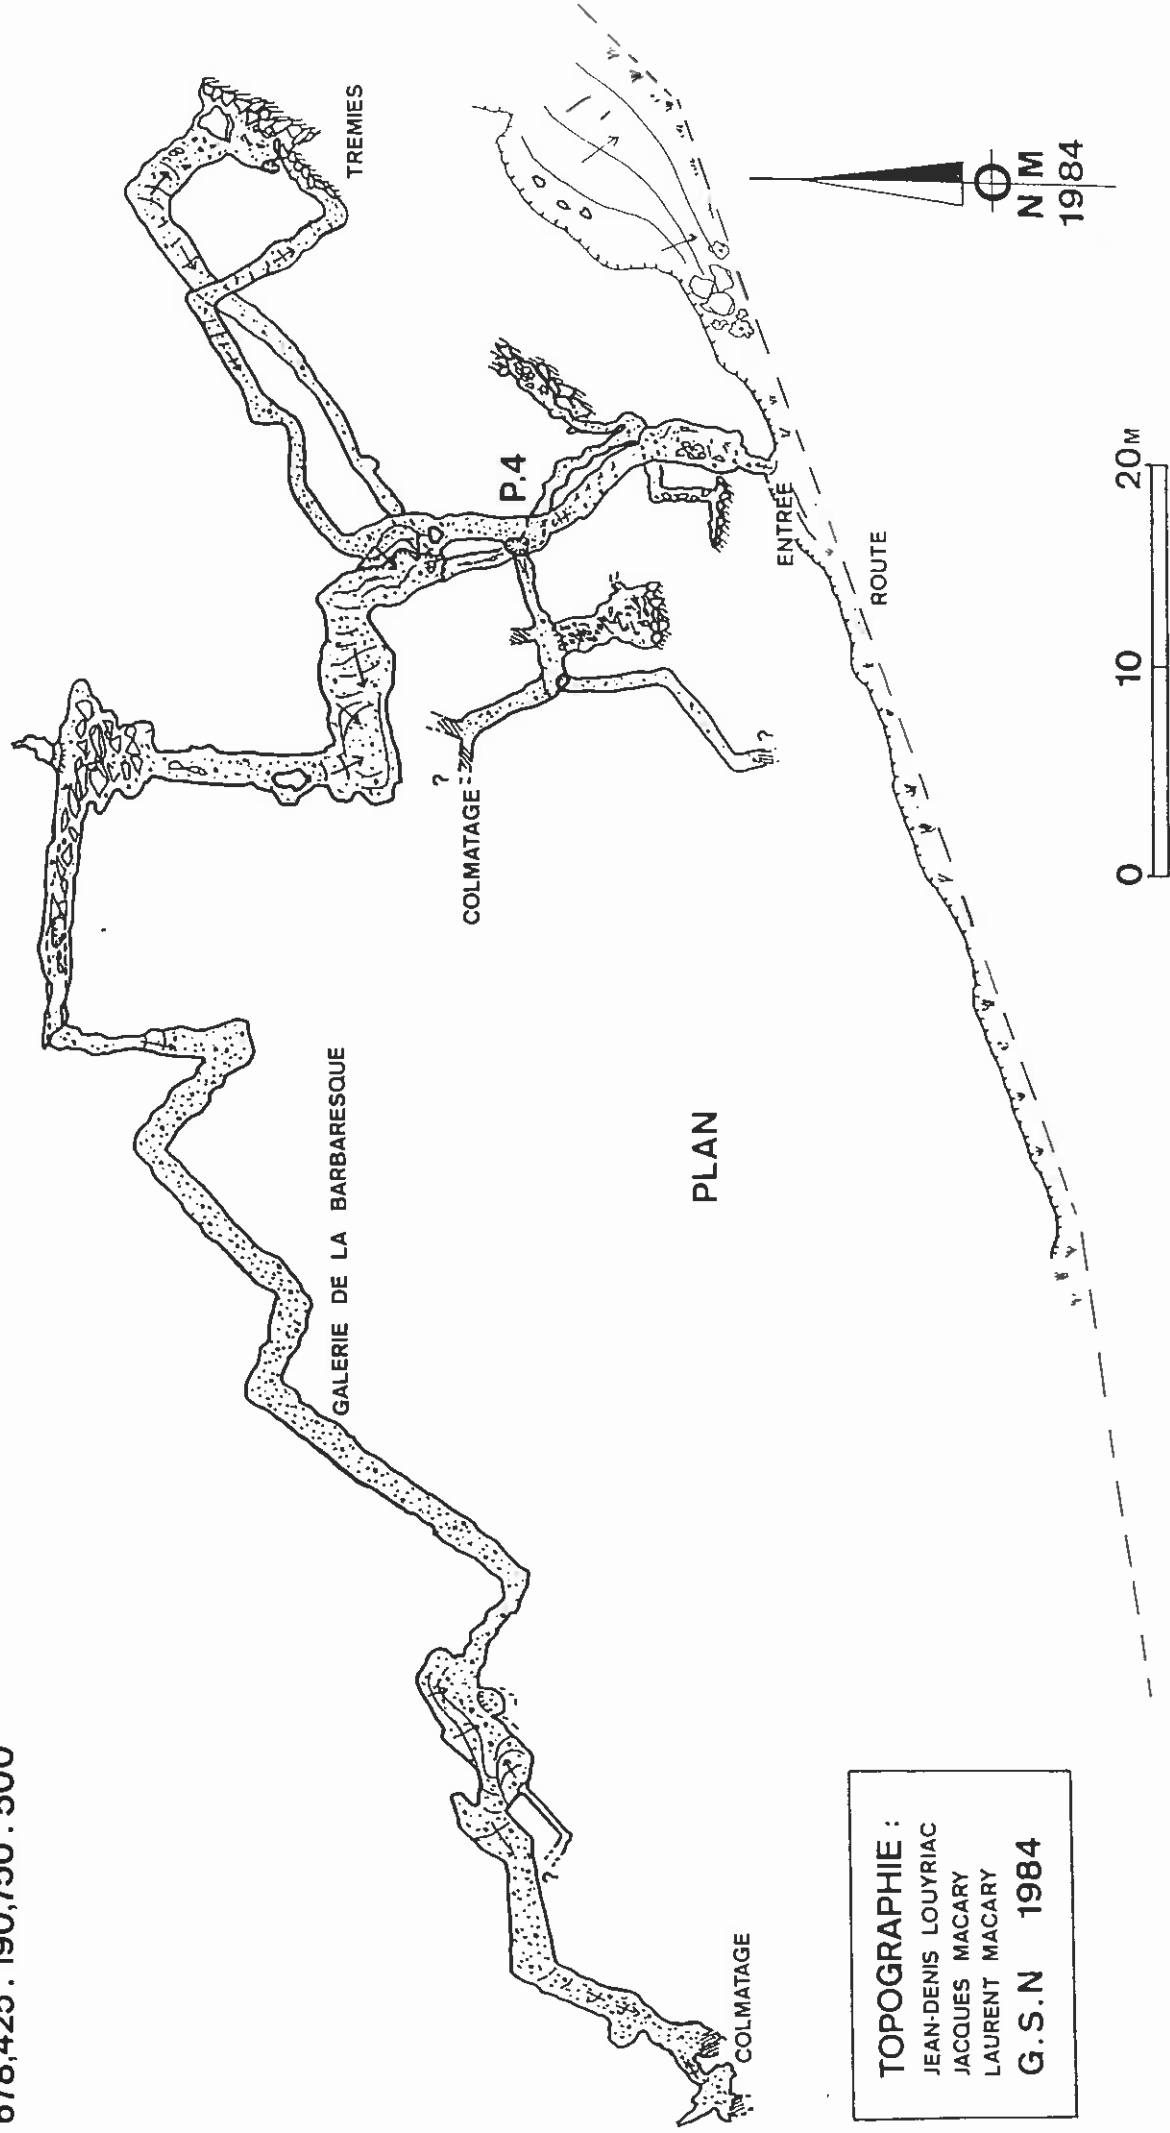 TREMIES
P.4
ENTRÉE
ROUTE
?
COLMATAGE
?
GALERIE DE LA BARBARESQUE
PLAN
?
COLMATAGE
N M
1984
0 10 20M
TOPOGRAPHIE :
JEAN-DENIS LOUYRIAC
JACQUES MACARY
LAURENT MACARY
G.S.N 1984